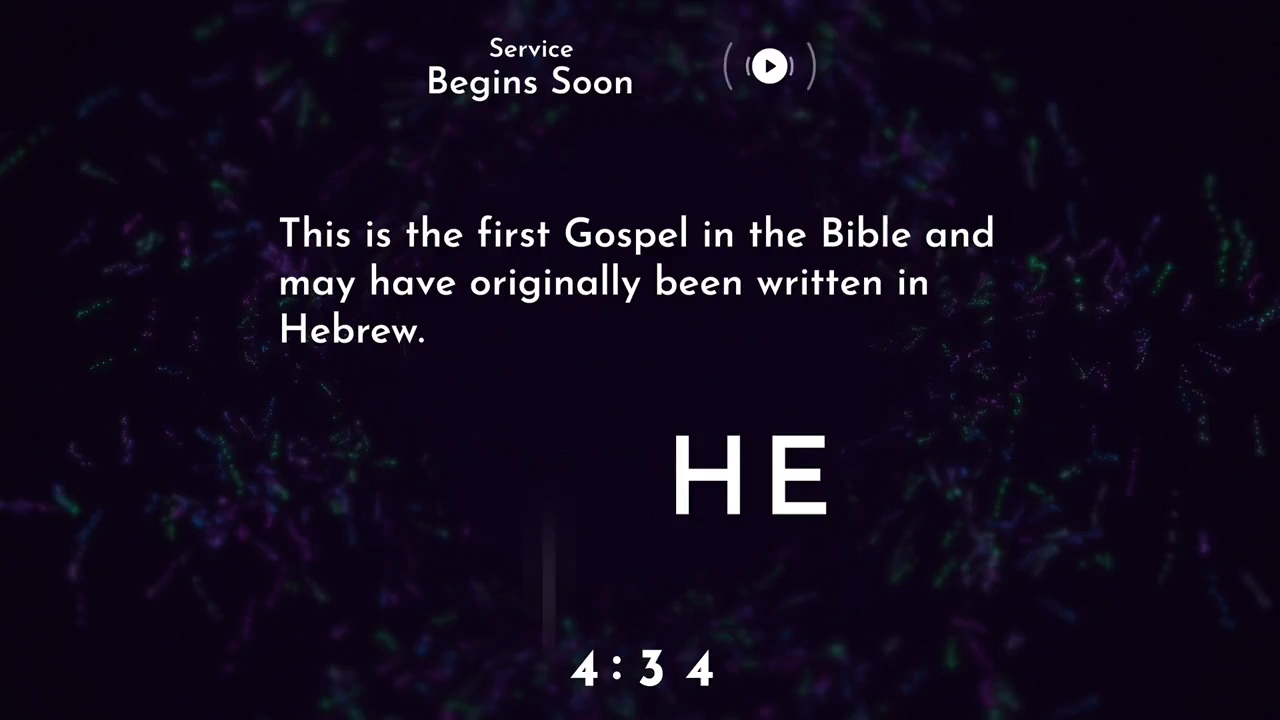 Service
Begins Soon
This is the first Gospel in the Bible and
may have originally been written in
Hebrew.
HE
4:34